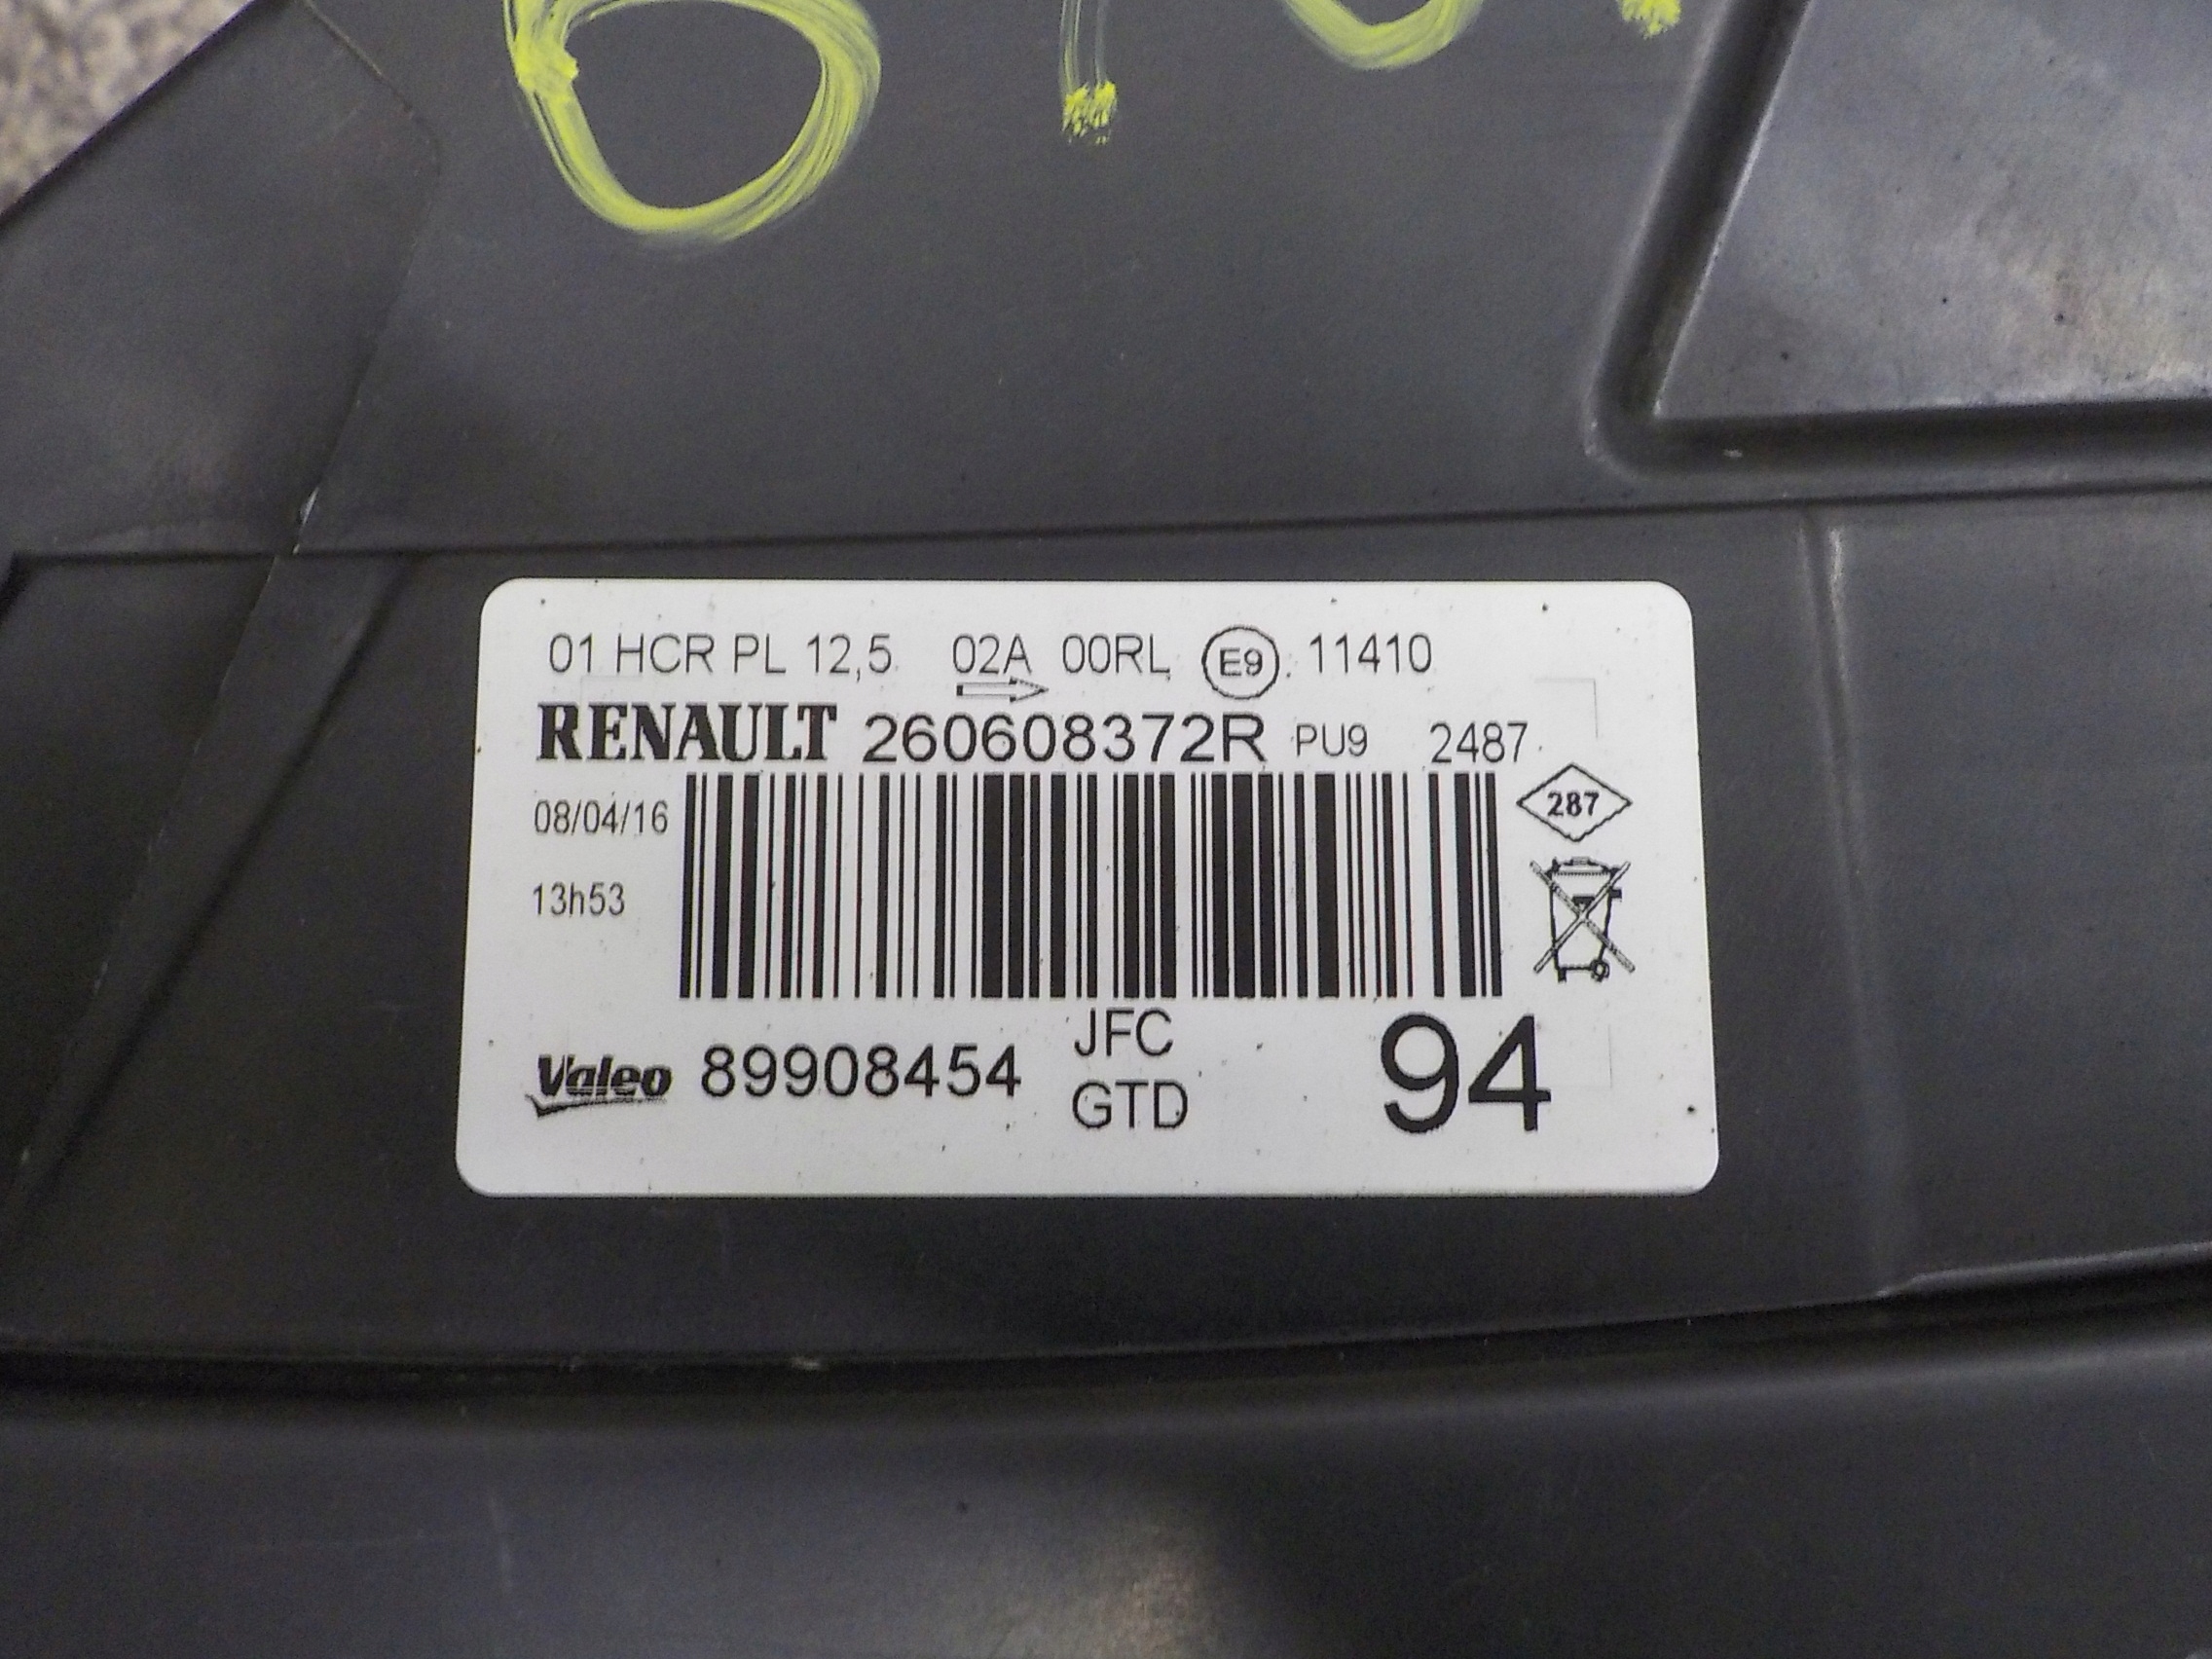 01 HCR PL 12,5 02A 00RL E9 11410
RENAULT 260608372R PU9 2487
08/04/16
287
13h53
JFC
Valeo 89908454
GTD
94